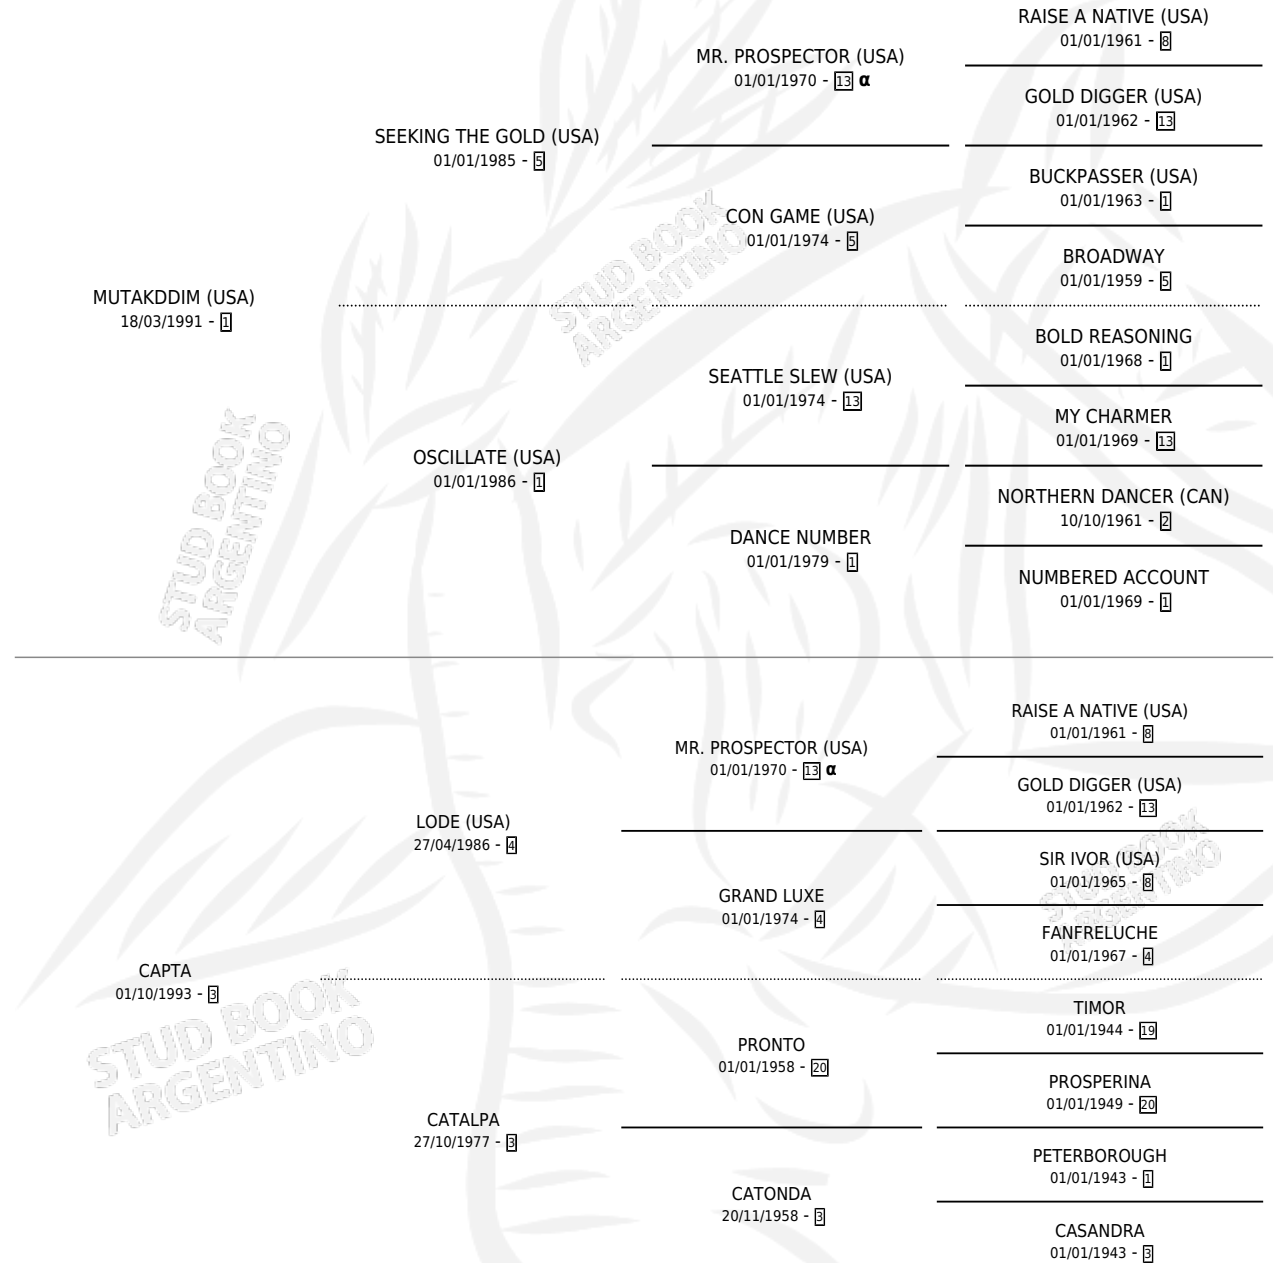 RAISE A NATIVE (USA)
01/01/1961 - 8
MR. PROSPECTOR (USA)
01/01/1970 - 13 α
GOLD DIGGER (USA)
01/01/1962 - 13
SEEKING THE GOLD (USA)
01/01/1985 - 5
BUCKPASSER (USA)
01/01/1963 - 1
CON GAME (USA)
01/01/1974 - 5
BROADWAY
01/01/1959 - 5
MUTAKDDIM (USA)
18/03/1991 - 1
BOLD REASONING
01/01/1968 - 1
SEATTLE SLEW (USA)
01/01/1974 - 13
MY CHARMER
01/01/1969 - 13
OSCILLATE (USA)
01/01/1986 - 1
NORTHERN DANCER (CAN)
10/10/1961 - 2
DANCE NUMBER
01/01/1979 - 1
NUMBERED ACCOUNT
01/01/1969 - 1
RAISE A NATIVE (USA)
01/01/1961 - 8
MR. PROSPECTOR (USA)
01/01/1970 - 13 α
GOLD DIGGER (USA)
01/01/1962 - 13
LODE (USA)
27/04/1986 - 4
SIR IVOR (USA)
01/01/1965 - 8
GRAND LUXE
01/01/1974 - 4
FANFRELUCHE
01/01/1967 - 4
CAPTA
01/10/1993 - 3
TIMOR
01/01/1944 - 19
PRONTO
01/01/1958 - 20
PROSPERINA
01/01/1949 - 20
CATALPA
27/10/1977 - 3
PETERBOROUGH
01/01/1943 - 1
CATONDA
20/11/1958 - 3
CASANDRA
01/01/1943 - 3
STUD BOOK
ARGENTINO
STUD BOOK
ARGENTINO
STUD BOOK
ARGENTINO
STUD BOOK
ARGENTINO